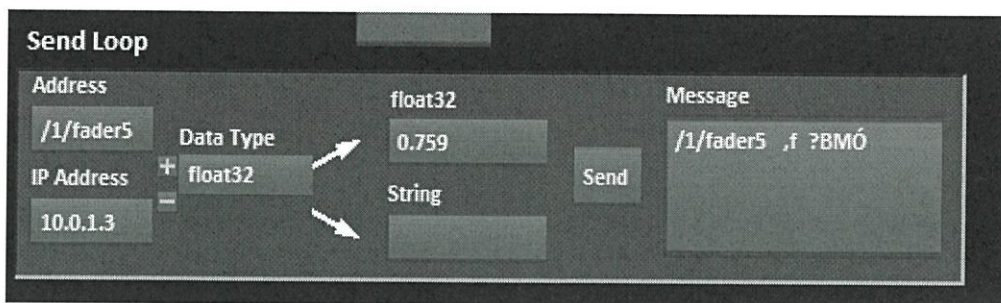 Send Loop
Address
/1/fader5
IP Address
10.0.1.3
Data Type
+ float32
−
float32
0.759
String
Send
Message
/1/fader5 ,f ?BMÓ